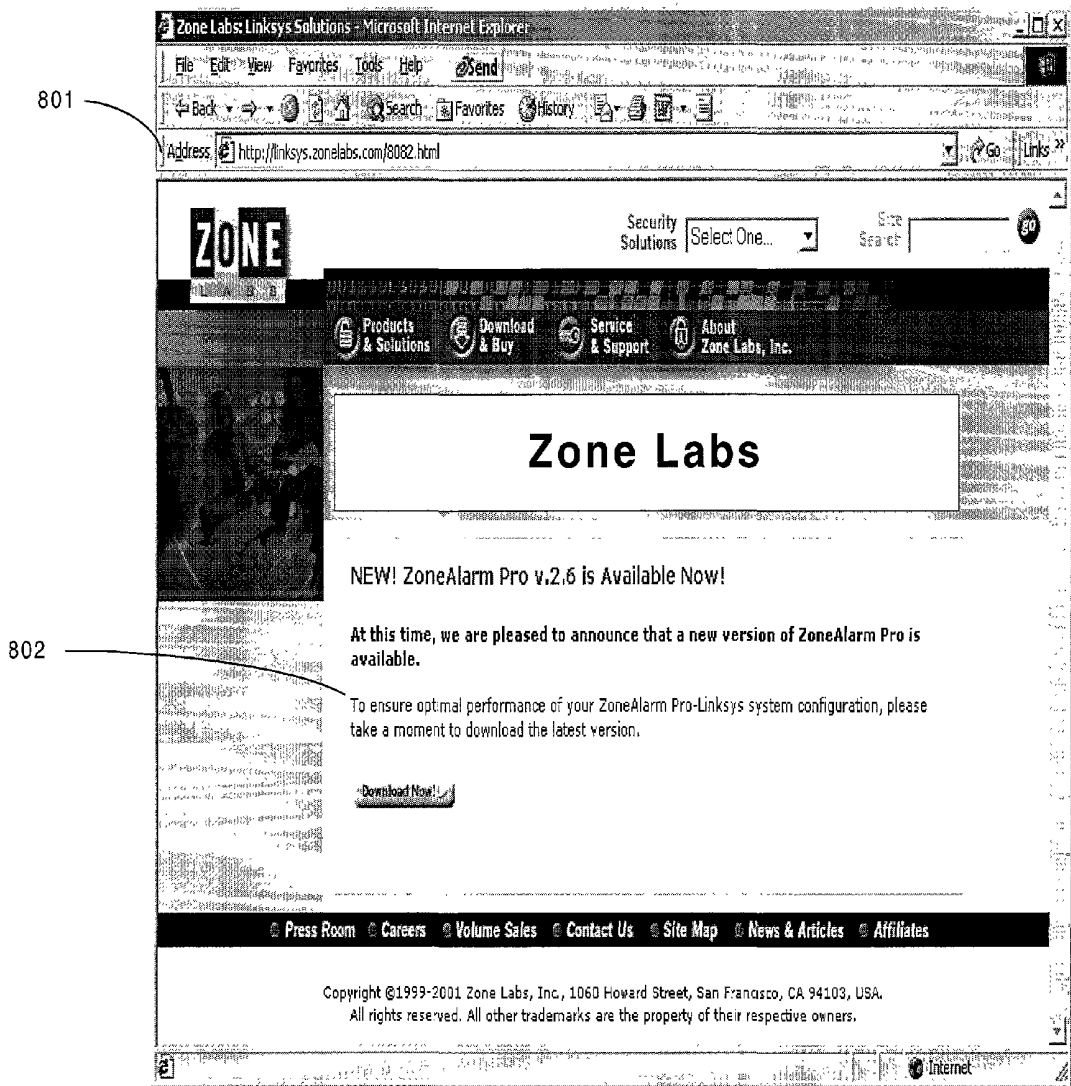 Zone Labs: Linksys Solutions - Microsoft Internet Explorer
File Edit View Favorites Tools Help Send
801
Back Search Favorites History
Address http://linksys.zonelabs.com/8082.html Go Links »
ZONE
LABS
Security
Solutions
Select One...
Site
Search
go
Products
& Solutions
Download
& Buy
Service
& Support
About
Zone Labs, Inc.
Zone Labs
NEW! ZoneAlarm Pro v.2.6 is Available Now!
At this time, we are pleased to announce that a new version of ZoneAlarm Pro is
available.
802
To ensure optimal performance of your ZoneAlarm Pro-Linksys system configuration, please
take a moment to download the latest version.
Download Now!
Press Room Careers Volume Sales Contact Us Site Map News & Articles Affiliates
Copyright ©1999-2001 Zone Labs, Inc., 1060 Howard Street, San Francisco, CA 94103, USA.
All rights reserved. All other trademarks are the property of their respective owners.
Internet